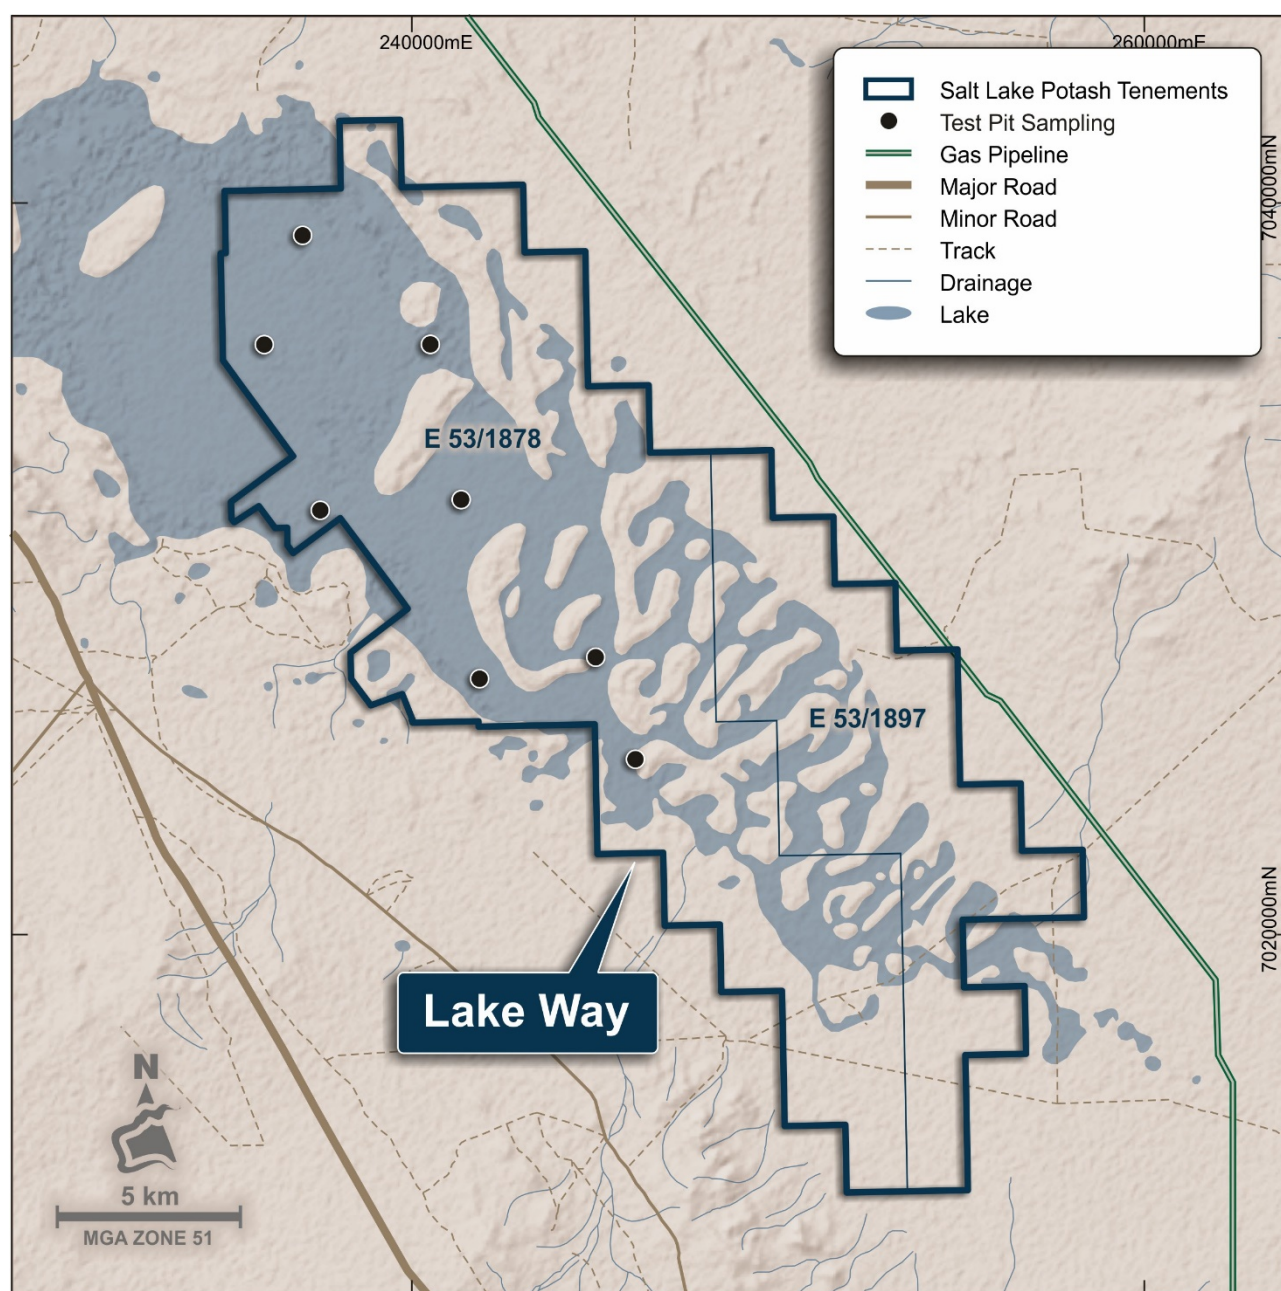 240000mE
260000mE
Salt Lake Potash Tenements
Test Pit Sampling
Gas Pipeline
Major Road
Minor Road
Track
Drainage
Lake
7040000mN
E 53/1878
E 53/1897
7020000mN
Lake Way
N
5 km
MGA ZONE 51